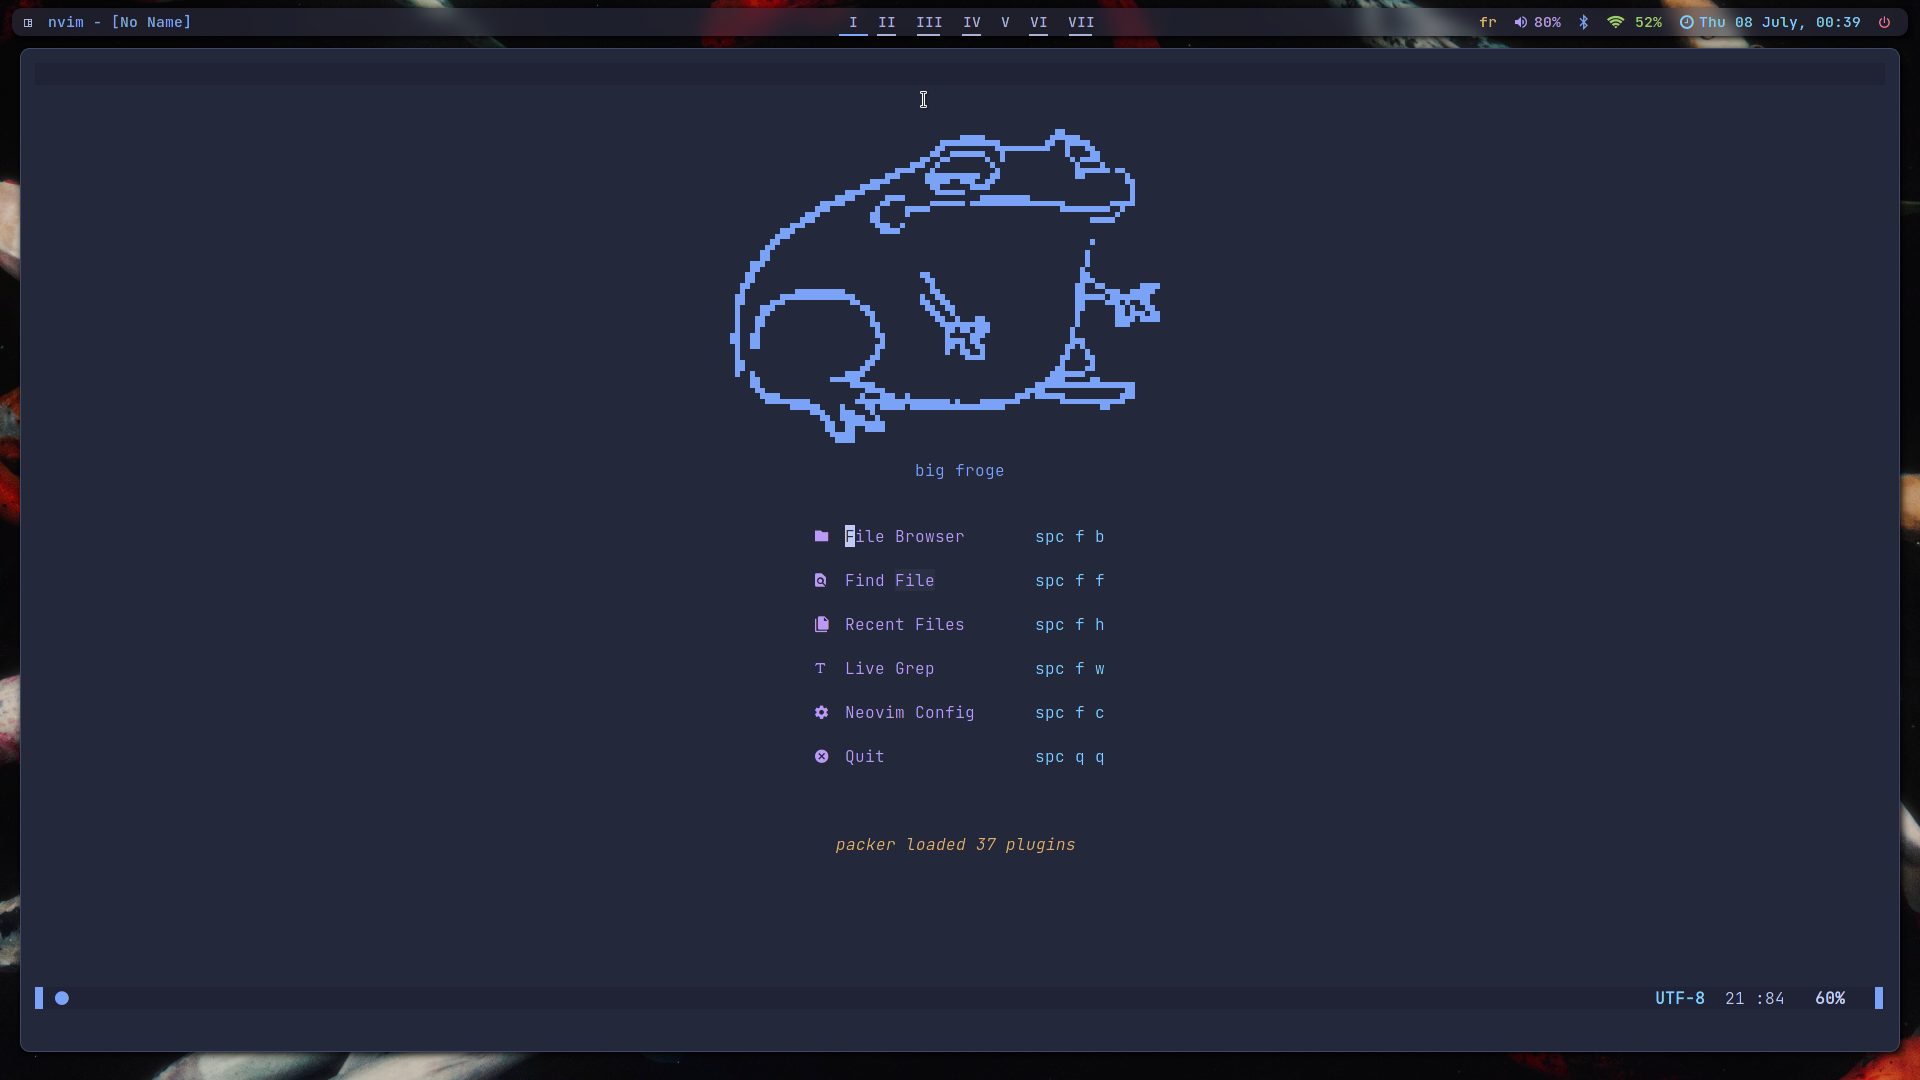 nvim - [No Name]
I II III IV V VI VII
fr 80% 52% Thu 08 July, 00:39
big froge
File Browser spc f b
Find File spc f f
Recent Files spc f h
Live Grep spc f w
Neovim Config spc f c
Quit spc q q
packer loaded 37 plugins
UTF-8 21 :84 60%